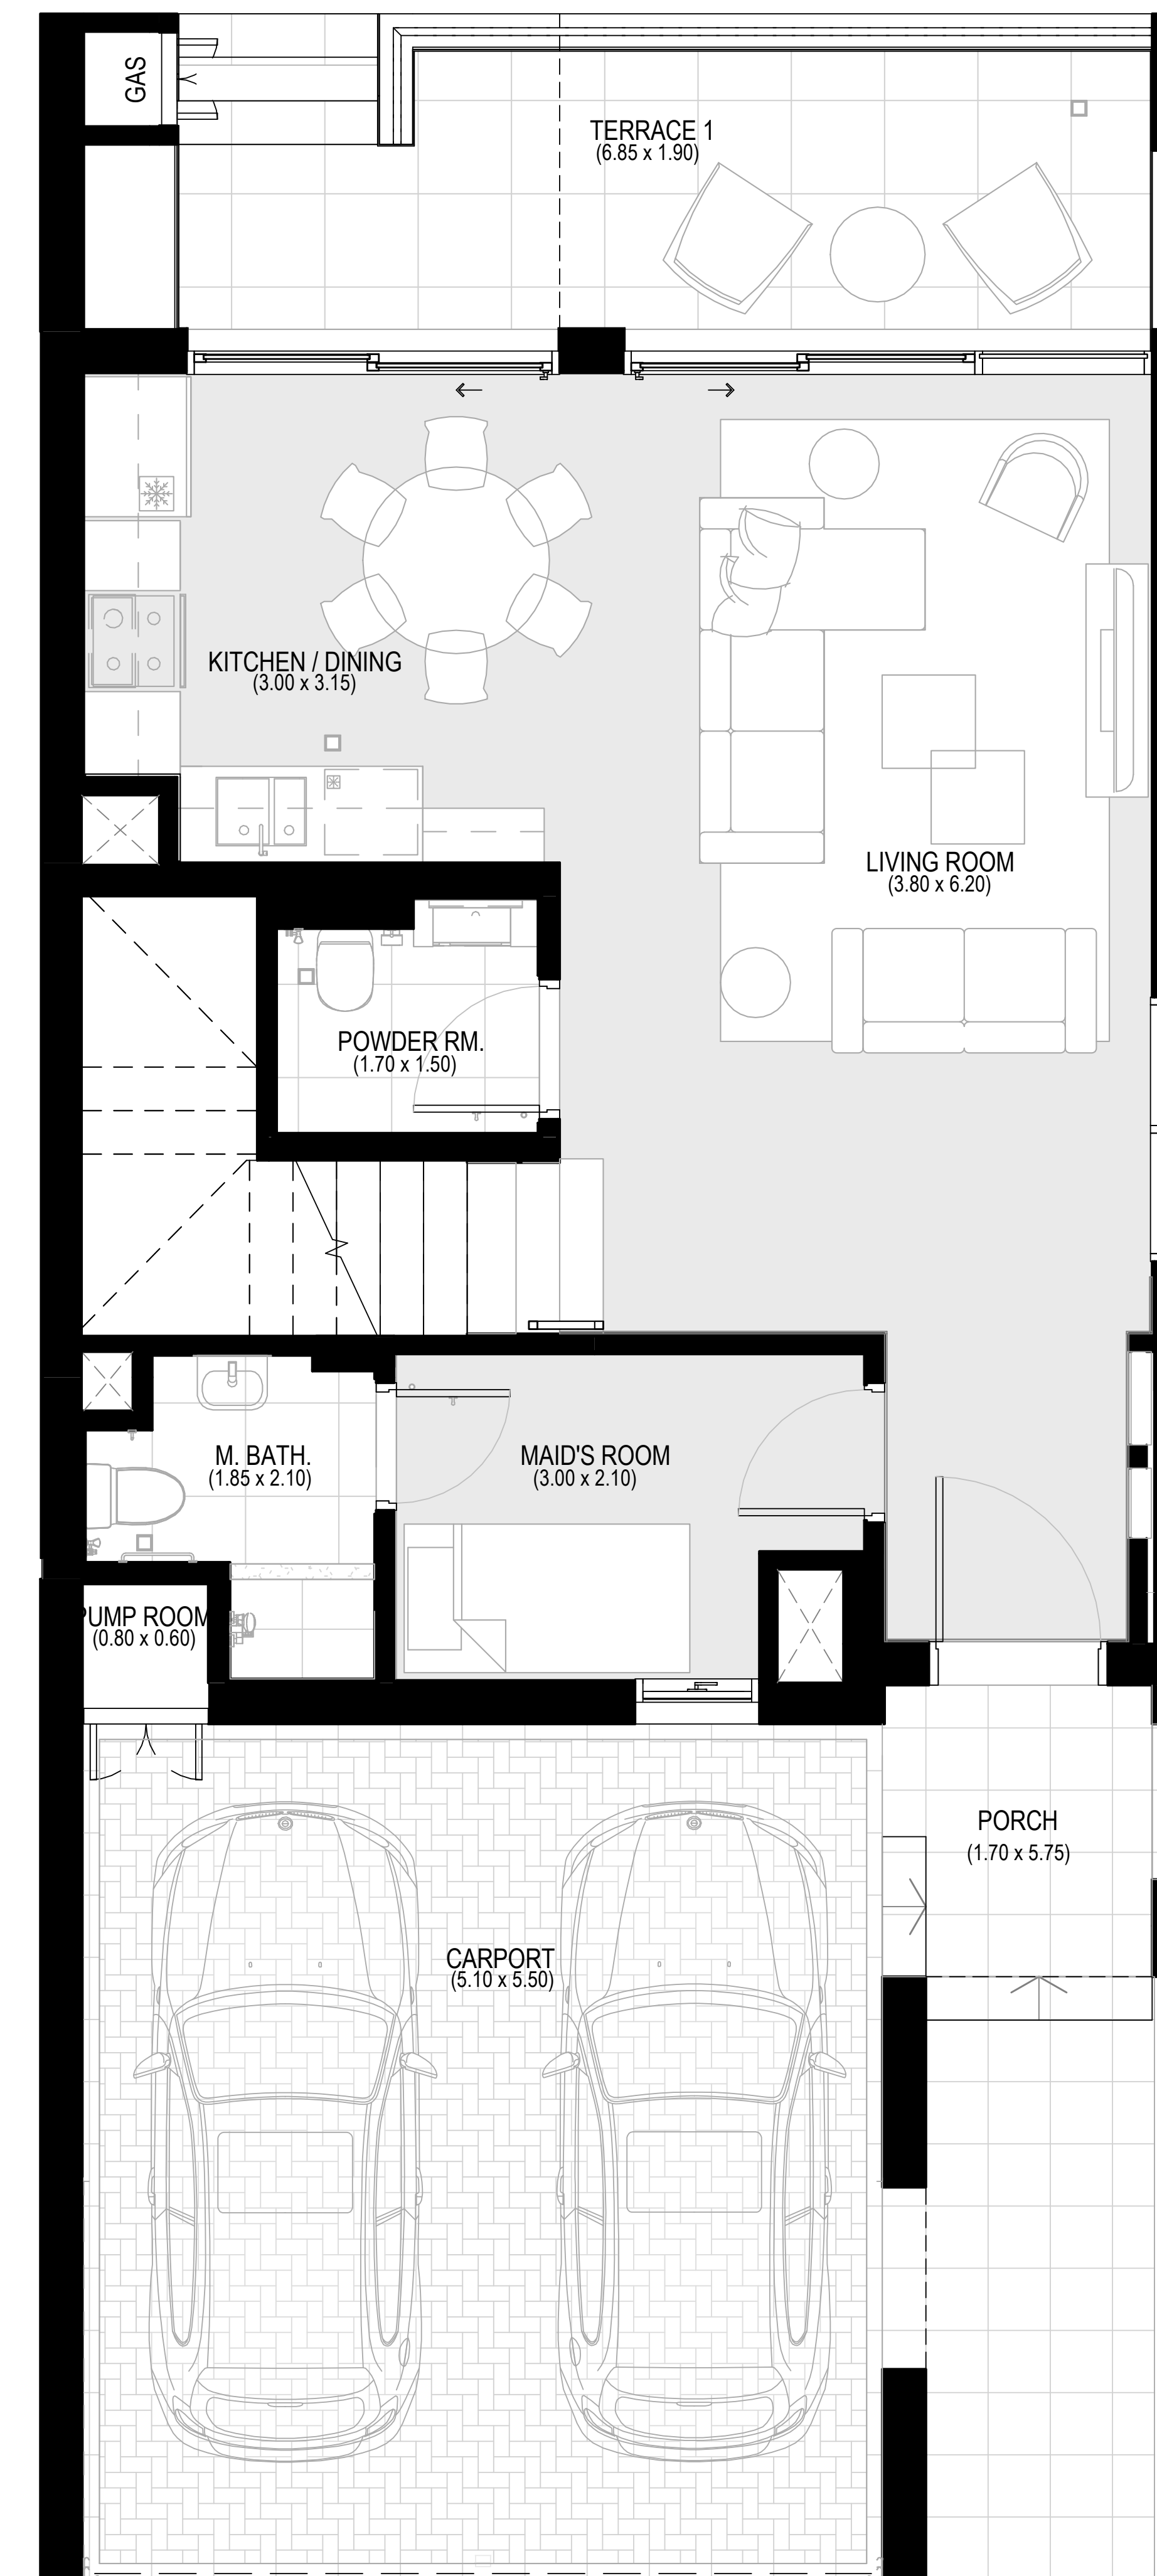 GAS
TERRACE 1
(6.85 x 1.90)
KITCHEN / DINING
(3.00 x 3.15)
LIVING ROOM
(3.80 x 6.20)
POWDER RM.
(1.70 x 1.50)
M. BATH.
(1.85 x 2.10)
MAID'S ROOM
(3.00 x 2.10)
PUMP ROOM
(0.80 x 0.60)
PORCH
(1.70 x 5.75)
CARPORT
(5.10 x 5.50)